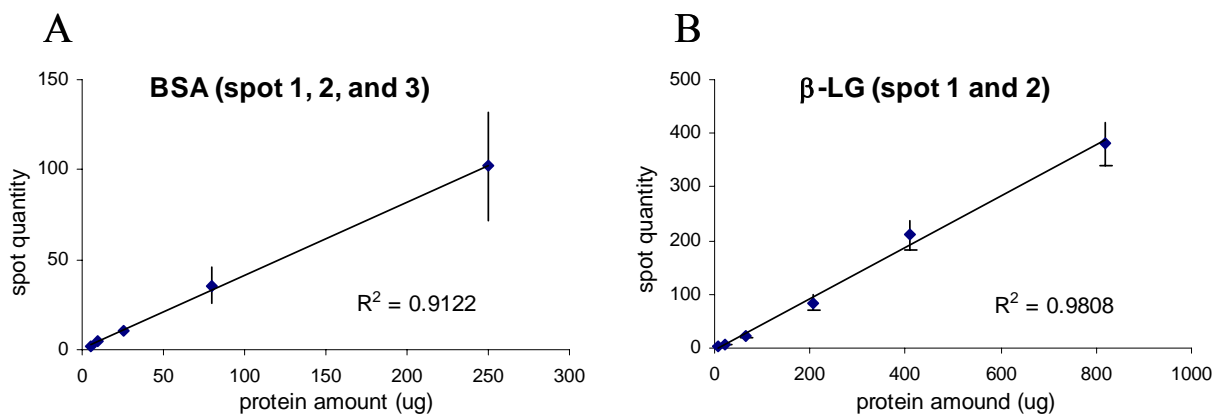 A
BSA (spot 1, 2, and 3)
150
100
50
0
spot quantity
R² = 0.9122
0 50 100 150 200 250 300
protein amount (ug)
B
β-LG (spot 1 and 2)
500
400
300
200
100
0
spot quantity
R² = 0.9808
0 200 400 600 800 1000
protein amound (ug)